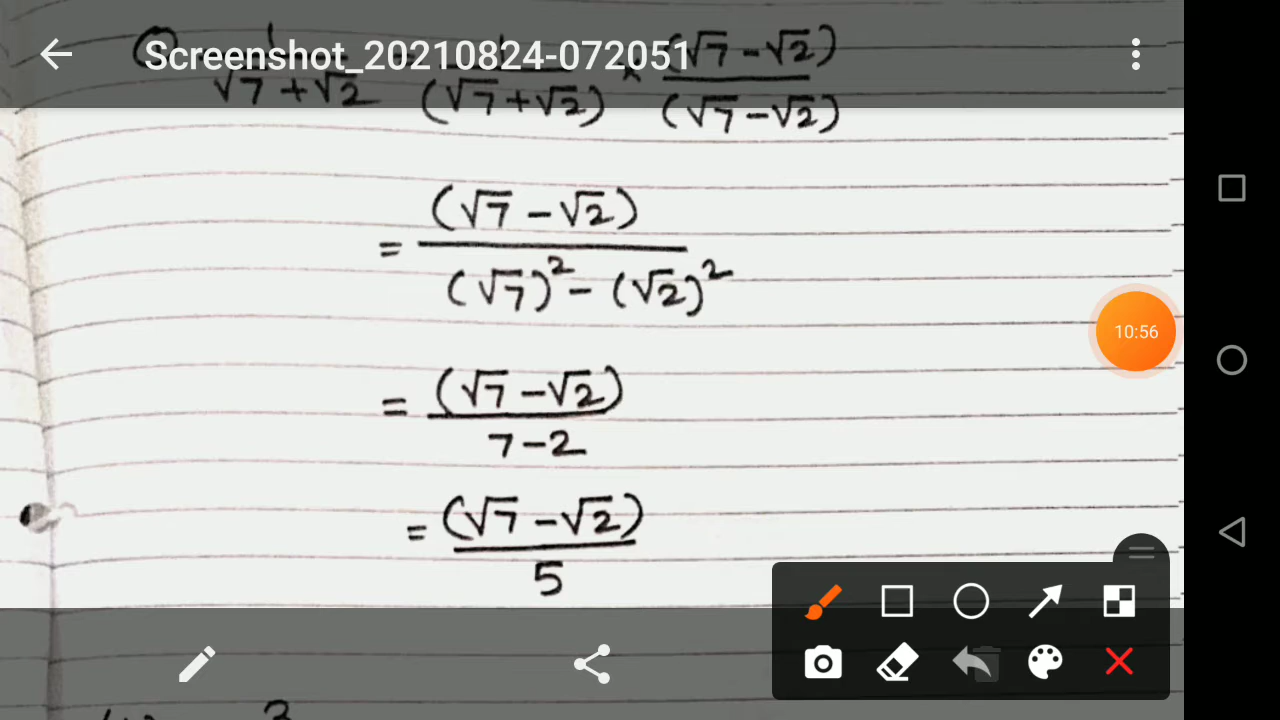 Screenshot_20210824-072051
1/(√7+√2) = 1/(√7+√2) × (√7-√2)/(√7-√2)
= (√7-√2)/((√7)²-(√2)²)
10:56
= (√7-√2)/(7-2)
= (√7-√2)/5
3